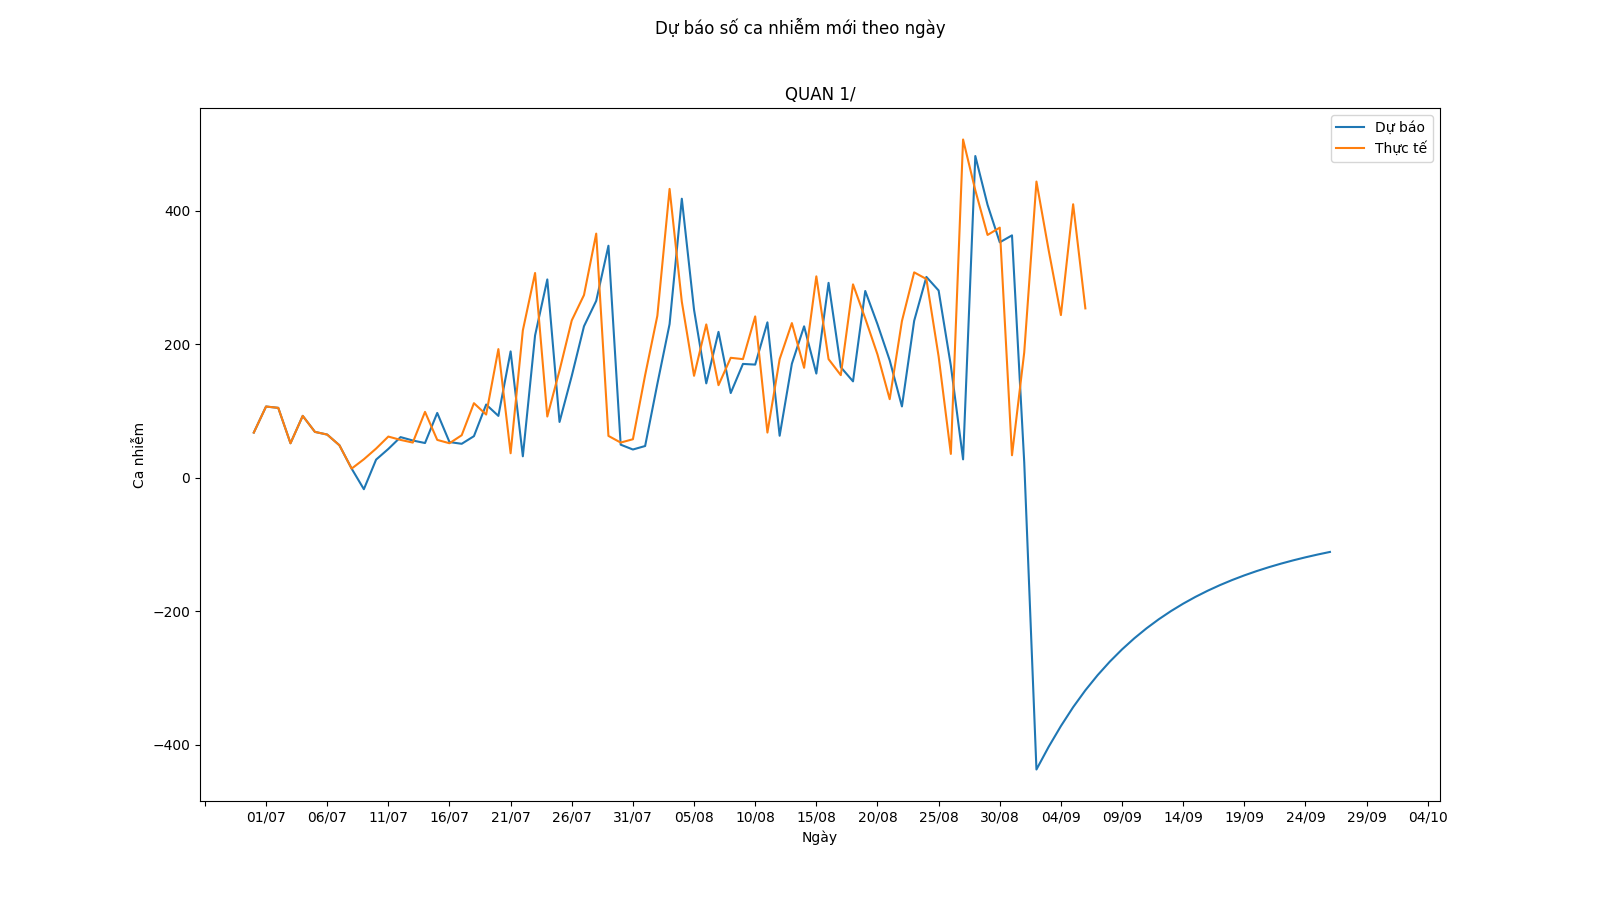 Dự báo số ca nhiễm mới theo ngày
QUAN 1/
Dự báo
Thực tế
400
200
0
−200
−400
Ca nhiễm
01/07 06/07 11/07 16/07 21/07 26/07 31/07 05/08 10/08 15/08 20/08 25/08 30/08 04/09 09/09 14/09 19/09 24/09 29/09 04/10
Ngày